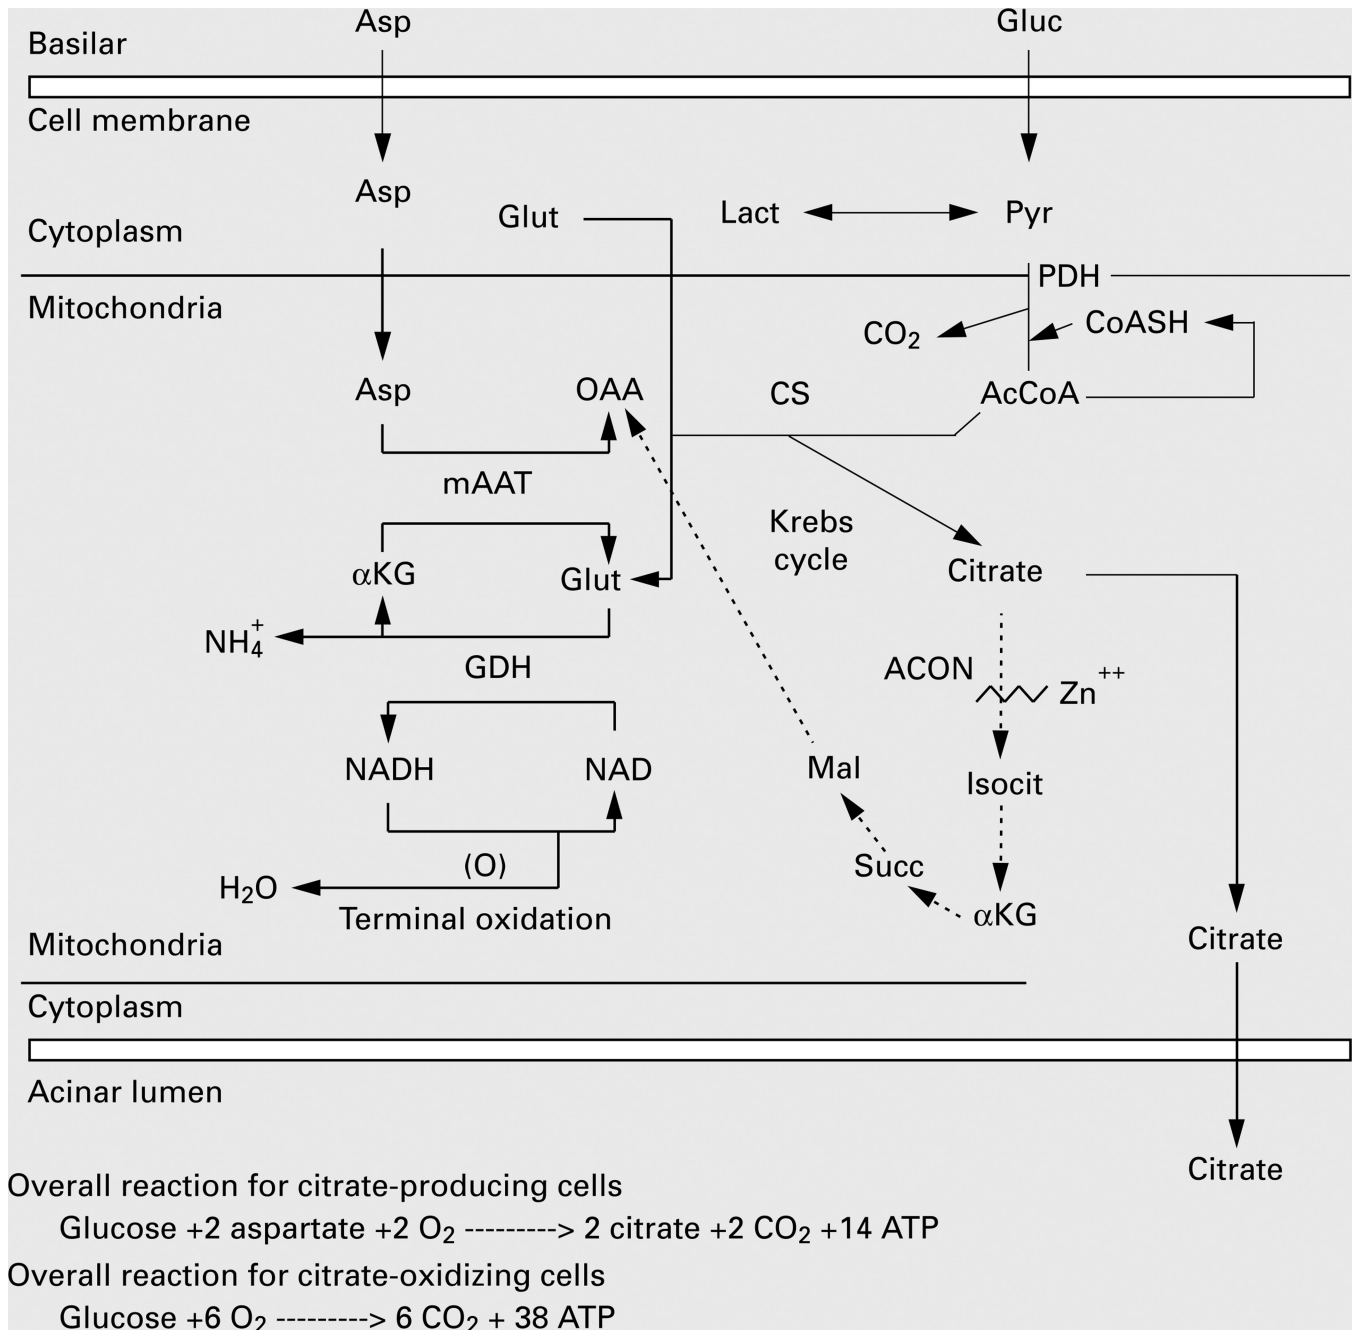 Asp
Gluc
Basilar
Cell membrane
Asp
Glut
Lact
Pyr
Cytoplasm
PDH
Mitochondria
CO2
CoASH
Asp
OAA
CS
AcCoA
mAAT
Krebs
cycle
αKG
Glut
Citrate
NH4+
GDH
ACON
Zn++
NADH
NAD
Mal
Isocit
(O)
Succ
H2O
Terminal oxidation
αKG
Mitochondria
Citrate
Cytoplasm
Acinar lumen
Citrate
Overall reaction for citrate-producing cells
Glucose +2 aspartate +2 O2 ---------> 2 citrate +2 CO2 +14 ATP
Overall reaction for citrate-oxidizing cells
Glucose +6 O2 ---------> 6 CO2 + 38 ATP